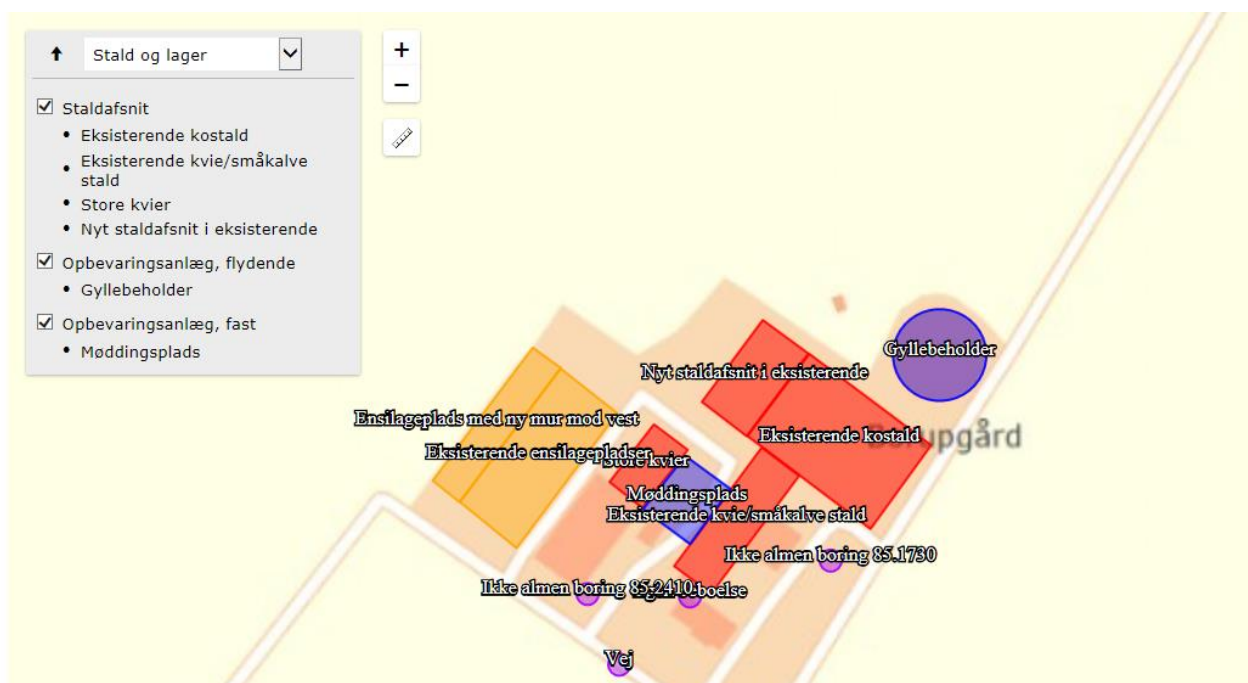 Stald og lager
Staldafsnit
Eksisterende kostald
Eksisterende kvie/småkalve
stald
Store kvier
Nyt staldafsnit i eksisterende
Opbevaringsanlæg, flydende
Gyllebeholder
Opbevaringsanlæg, fast
Møddingsplads
+
−
Gyllebeholder
Nyt staldafsnit i eksisterende
Ensilageplads med ny mur mod vest
Eksisterende kostald
upgård
Eksisterende ensilagepladser
Store kvier
Møddingsplads
Eksisterende kvie/småkalve stald
Ikke almen boring 85.1730
Ikke almen boring 85.2410
Vej